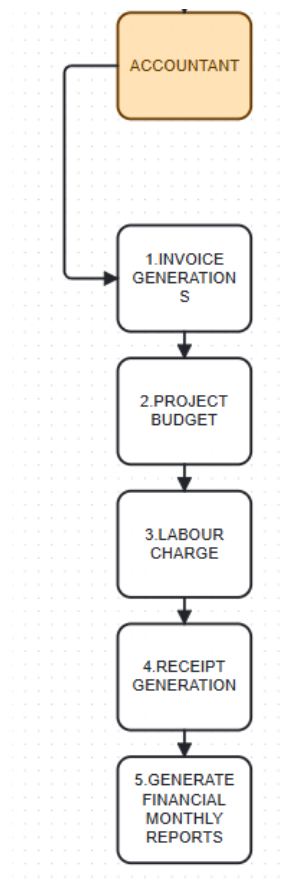 ACCOUNTANT
1.INVOICE
GENERATION
S
2.PROJECT
BUDGET
3.LABOUR
CHARGE
4.RECEIPT
GENERATION
5.GENERATE
FINANCIAL
MONTHLY
REPORTS